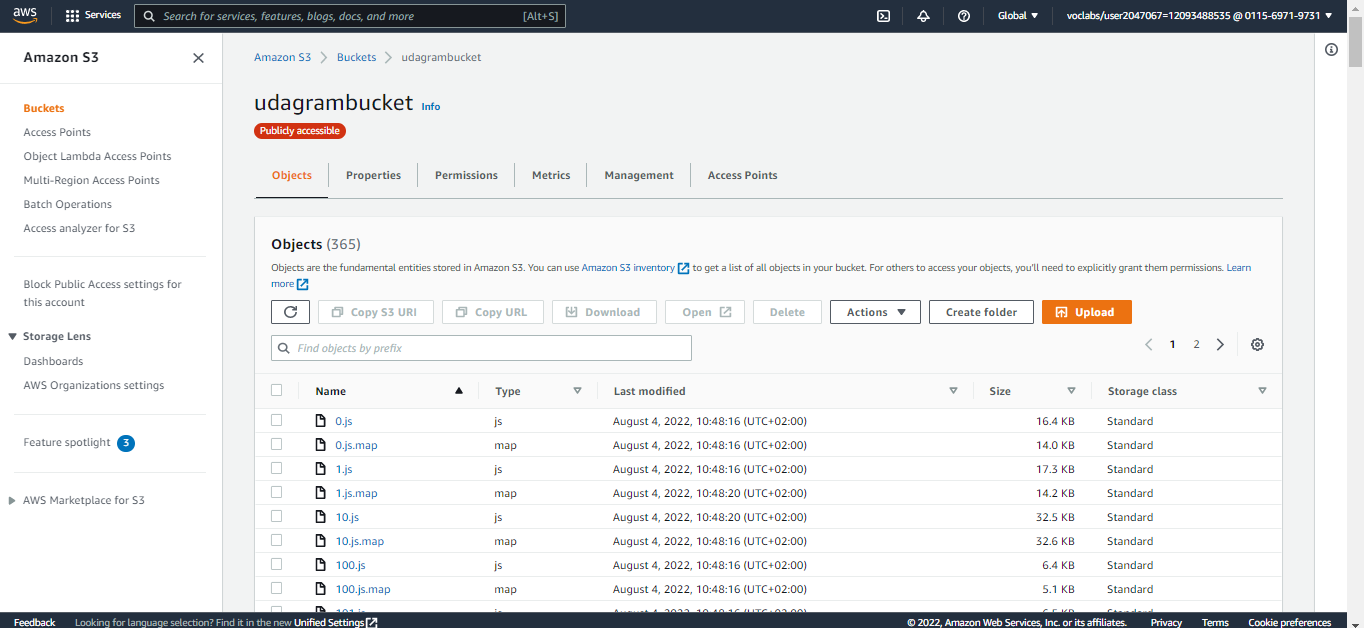 aws Services Search for services, features, blogs, docs, and more [Alt+S] Global ▼ voclabs/user2047067=12093488535 @ 0115-6971-9731 ▼
Amazon S3
Buckets
Access Points
Object Lambda Access Points
Multi-Region Access Points
Batch Operations
Access analyzer for S3
Block Public Access settings for
this account
Storage Lens
Dashboards
AWS Organizations settings
Feature spotlight 3
AWS Marketplace for S3
Amazon S3 > Buckets > udagrambucket
udagrambucket Info
Publicly accessible
Objects Properties Permissions Metrics Management Access Points
Objects (365)
Objects are the fundamental entities stored in Amazon S3. You can use Amazon S3 inventory to get a list of all objects in your bucket. For others to access your objects, you'll need to explicitly grant them permissions. Learn
more
Copy S3 URI Copy URL Download Open Delete Actions ▼ Create folder Upload
Find objects by prefix < 1 2 >
Name ▲ Type ▽ Last modified ▽ Size ▽ Storage class ▽
0.js js August 4, 2022, 10:48:16 (UTC+02:00) 16.4 KB Standard
0.js.map map August 4, 2022, 10:48:16 (UTC+02:00) 14.0 KB Standard
1.js js August 4, 2022, 10:48:16 (UTC+02:00) 17.3 KB Standard
1.js.map map August 4, 2022, 10:48:20 (UTC+02:00) 14.2 KB Standard
10.js js August 4, 2022, 10:48:20 (UTC+02:00) 32.5 KB Standard
10.js.map map August 4, 2022, 10:48:16 (UTC+02:00) 32.6 KB Standard
100.js js August 4, 2022, 10:48:16 (UTC+02:00) 6.4 KB Standard
100.js.map map August 4, 2022, 10:48:16 (UTC+02:00) 5.1 KB Standard
Feedback Looking for language selection? Find it in the new Unified Settings © 2022, Amazon Web Services, Inc. or its affiliates. Privacy Terms Cookie preferences